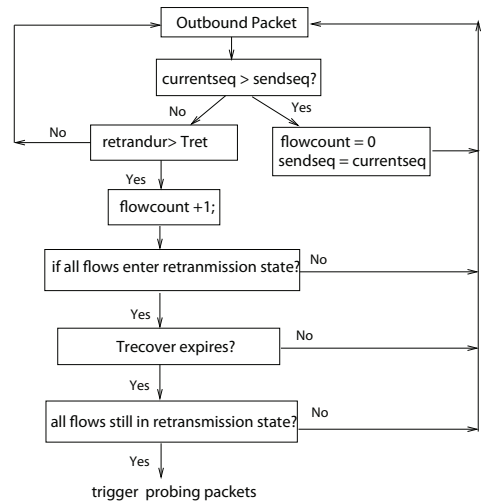 Outbound Packet
currentseq > sendseq?
No
Yes
No
retrandur> Tret
flowcount = 0
sendseq = currentseq
Yes
flowcount +1;
if all flows enter retranmission state?
No
Yes
Trecover expires?
No
Yes
all flows still in retransmission state?
No
Yes
trigger probing packets